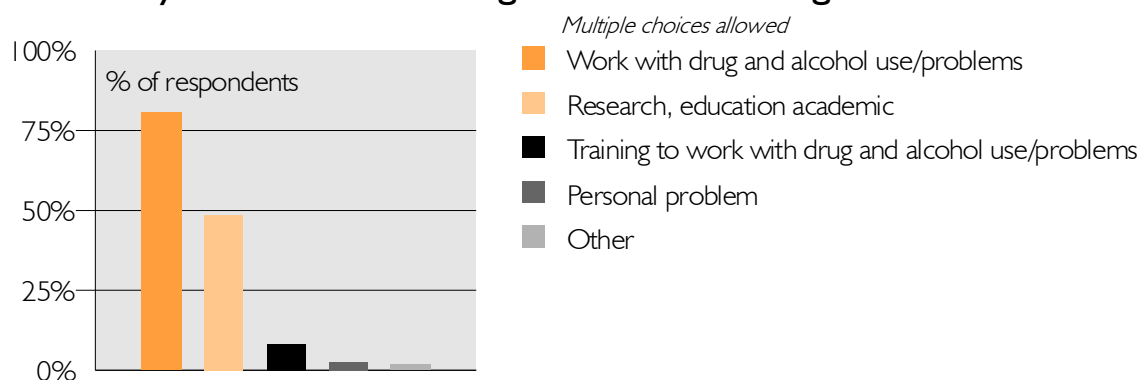 Multiple choices allowed
100%
% of respondents
75%
50%
25%
0%
Work with drug and alcohol use/problems
Research, education academic
Training to work with drug and alcohol use/problems
Personal problem
Other